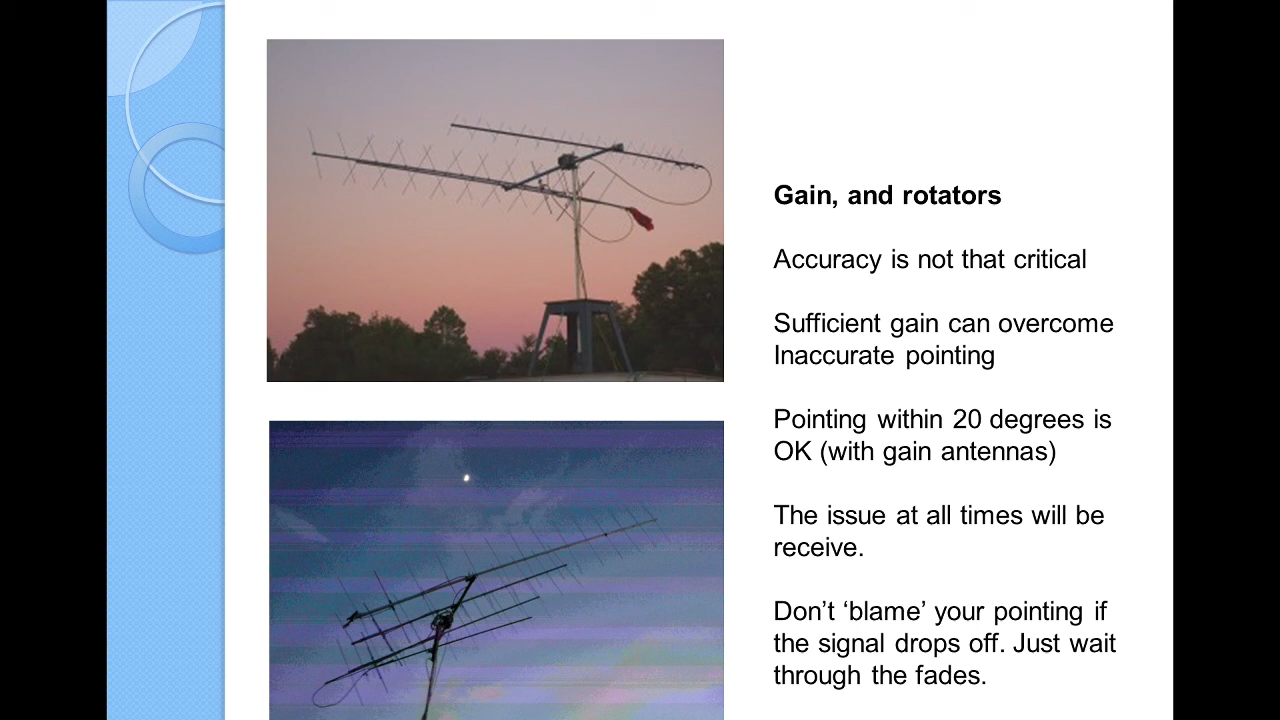 Gain, and rotators
Accuracy is not that critical
Sufficient gain can overcome
Inaccurate pointing
Pointing within 20 degrees is
OK (with gain antennas)
The issue at all times will be
receive.
Don’t ‘blame’ your pointing if
the signal drops off. Just wait
through the fades.